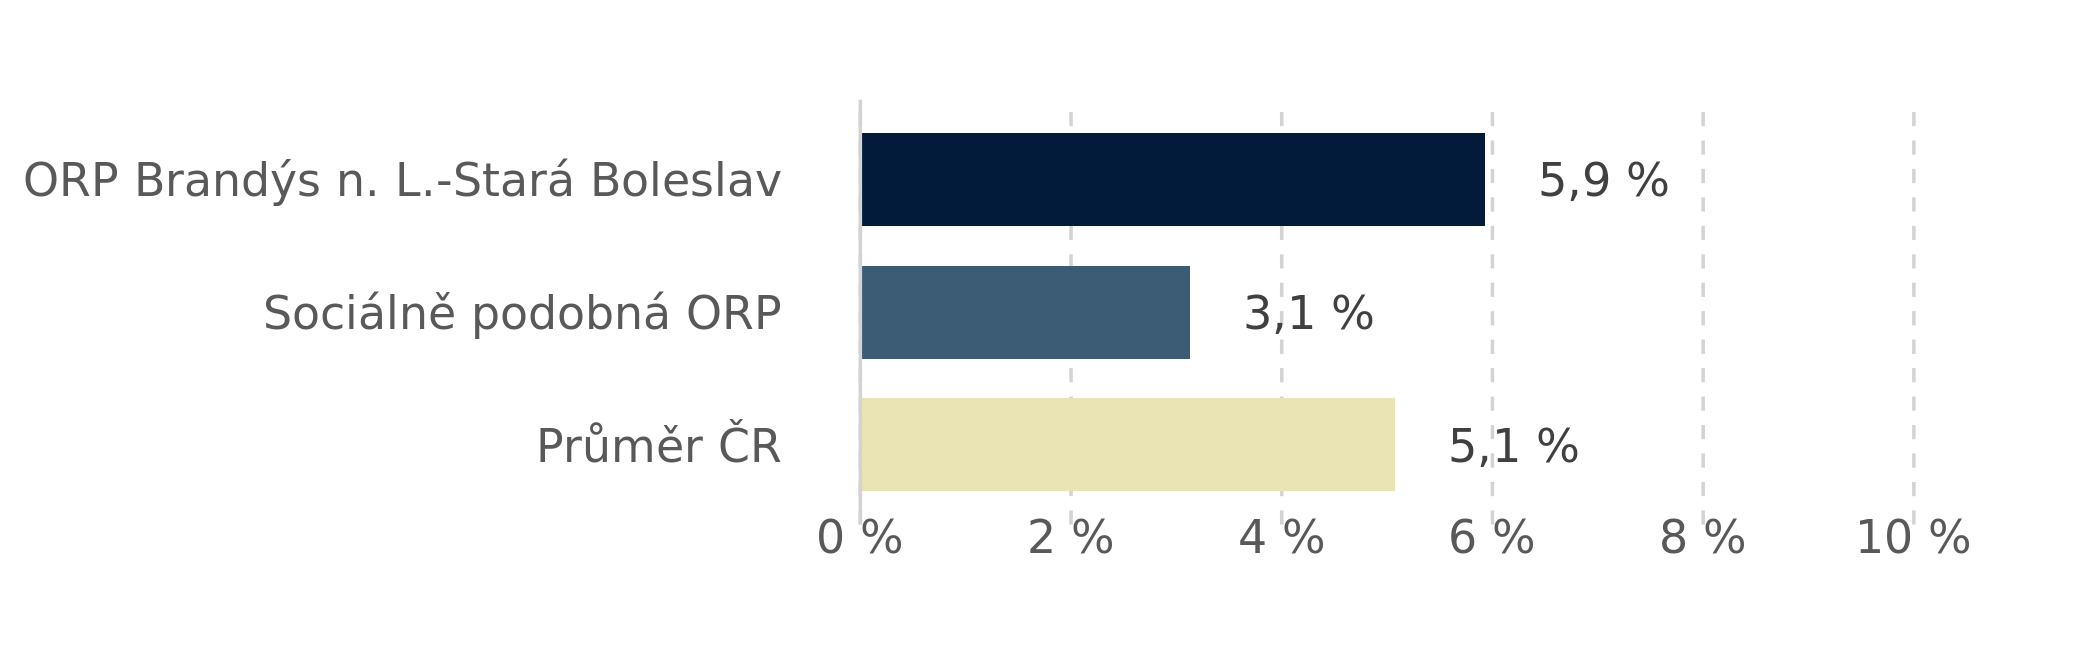 ORP Brandýs n. L.-Stará Boleslav 5,9 %
Sociálně podobná ORP 3,1 %
Průměr ČR 5,1 %
0 % 2 % 4 % 6 % 8 % 10 %